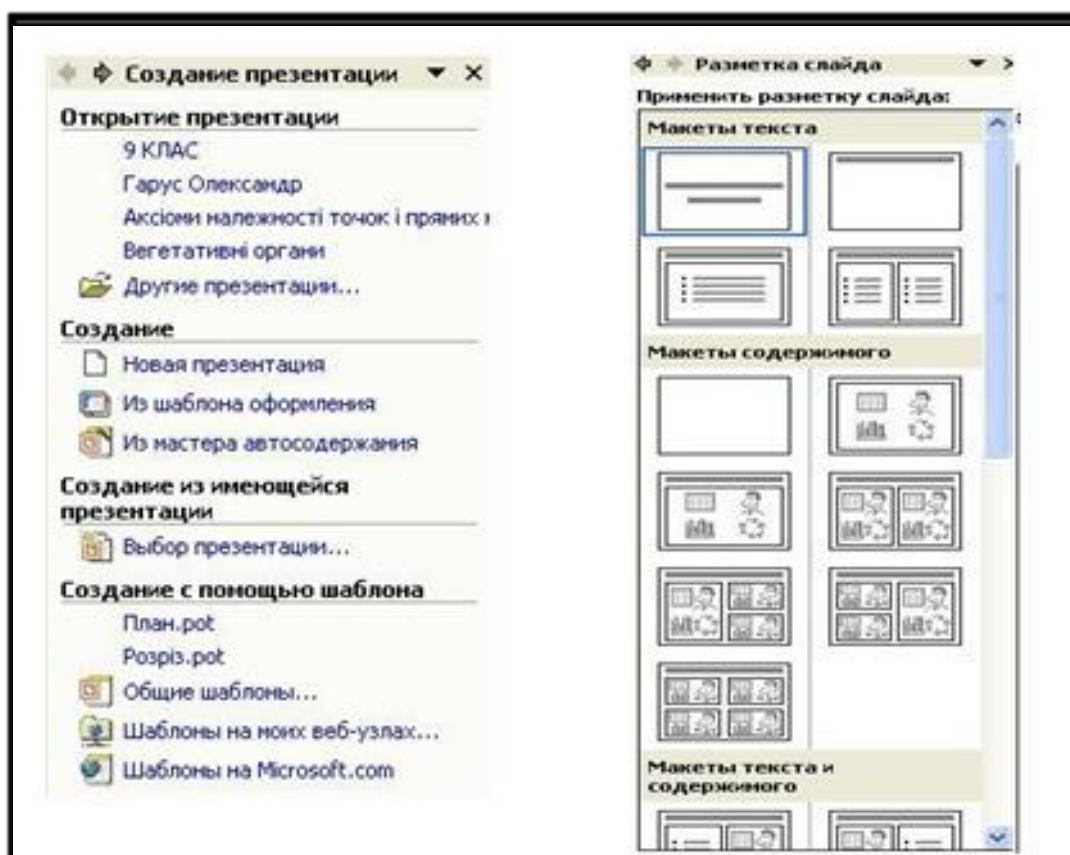 Создание презентации
Открытие презентации
9 КЛАС
Гарус Олександр
Аксіоми належності точок і прямих
Вегетативні органи
Другие презентации...
Создание
Новая презентация
Из шаблона оформления
Из мастера автосодержания
Создание из имеющейся
презентации
Выбор презентации...
Создание с помощью шаблона
План.pot
Розріз.pot
Общие шаблоны...
Шаблоны на моих веб-узлах...
Шаблоны на Microsoft.com
Разметка слайда
Применить разметку слайда:
Макеты текста
Макеты содержимого
Макеты текста и
содержимого